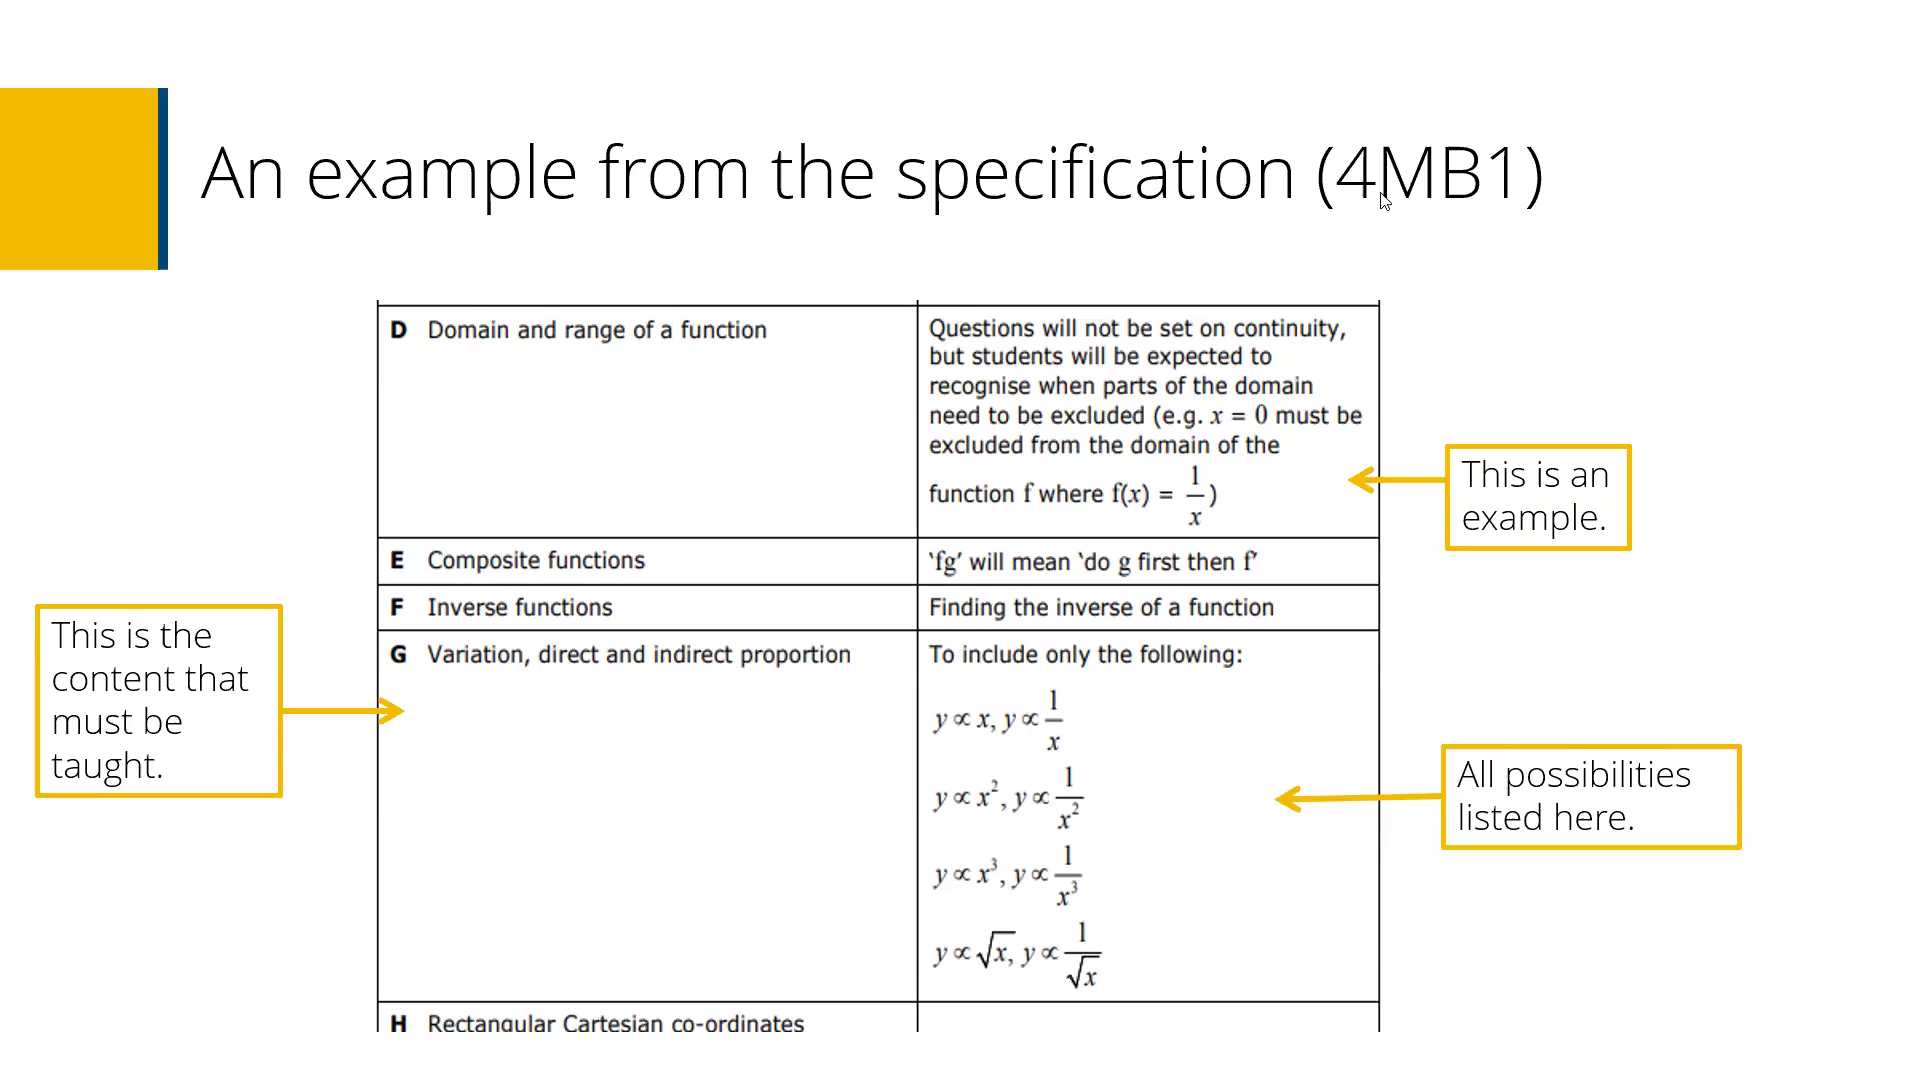 An example from the specification (4MB1)
D Domain and range of a function
Questions will not be set on continuity,
but students will be expected to
recognise when parts of the domain
need to be excluded (e.g. x = 0 must be
excluded from the domain of the
function f where f(x) = 1/x)
This is an
example.
E Composite functions
‘fg’ will mean ‘do g first then f’
F Inverse functions
Finding the inverse of a function
This is the
content that
must be
taught.
G Variation, direct and indirect proportion
To include only the following:
y ∝ x, y ∝ 1/x
y ∝ x², y ∝ 1/x²
y ∝ x³, y ∝ 1/x³
y ∝ √x, y ∝ 1/√x
All possibilities
listed here.
H Rectangular Cartesian co-ordinates